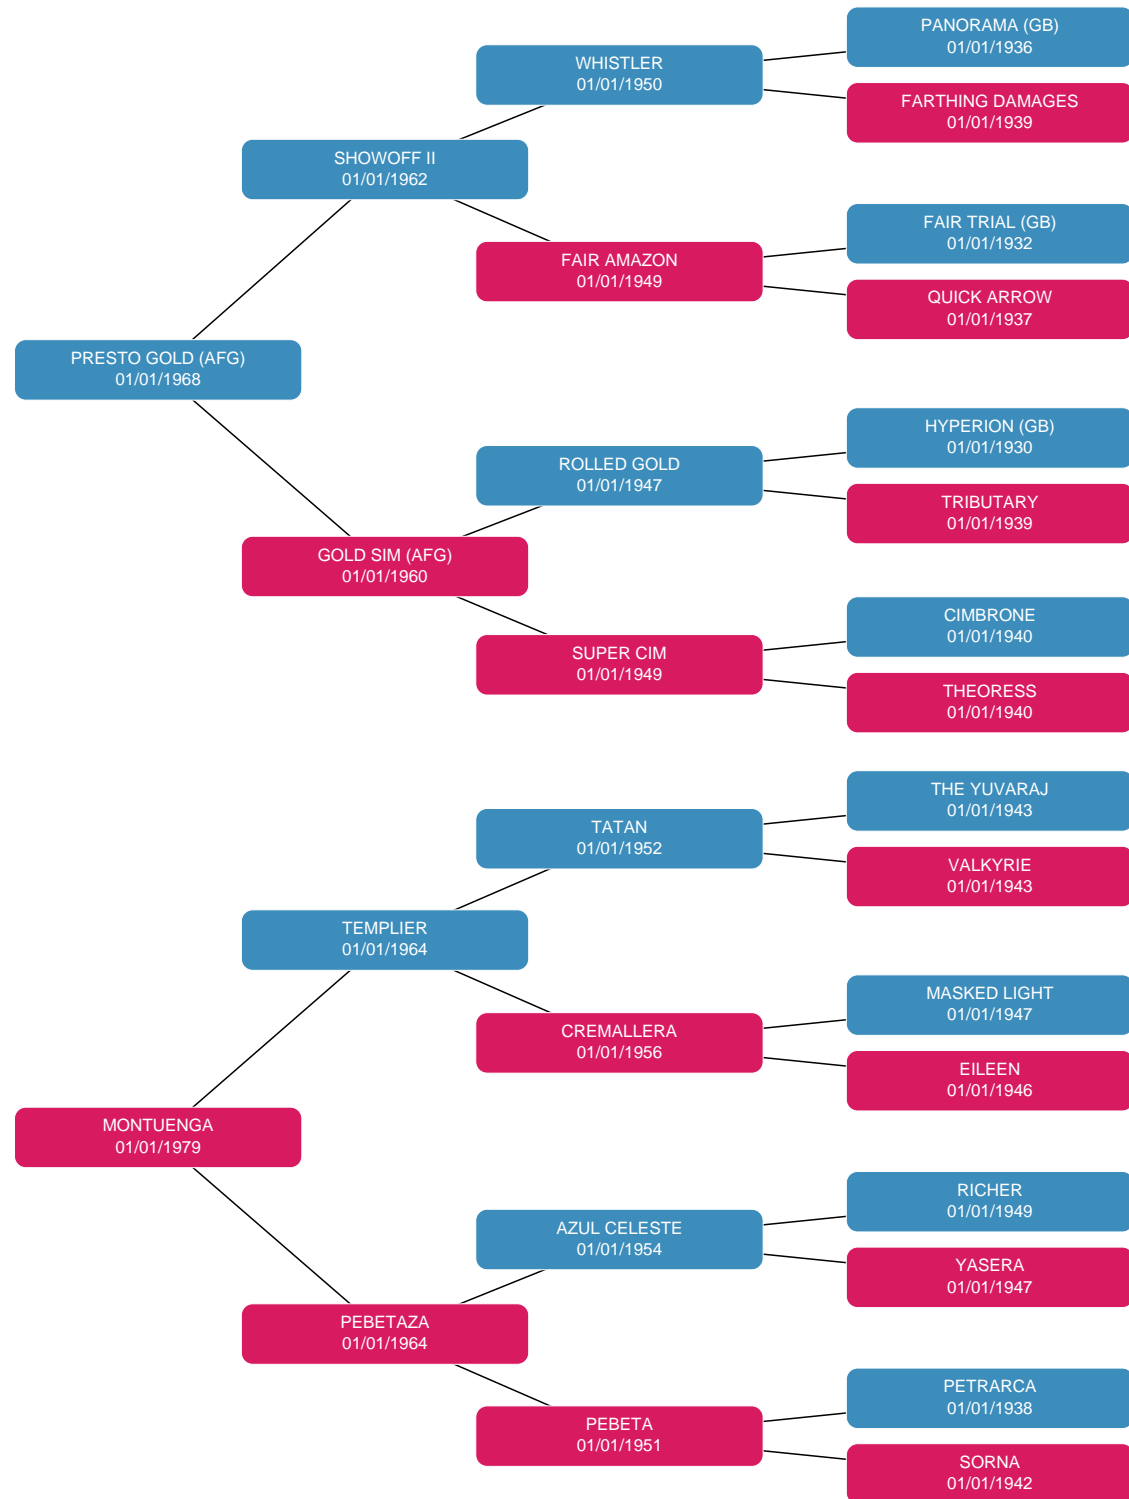 PANORAMA (GB)
01/01/1936
WHISTLER
01/01/1950
FARTHING DAMAGES
01/01/1939
SHOWOFF II
01/01/1962
FAIR TRIAL (GB)
01/01/1932
FAIR AMAZON
01/01/1949
QUICK ARROW
01/01/1937
PRESTO GOLD (AFG)
01/01/1968
HYPERION (GB)
01/01/1930
ROLLED GOLD
01/01/1947
TRIBUTARY
01/01/1939
GOLD SIM (AFG)
01/01/1960
CIMBRONE
01/01/1940
SUPER CIM
01/01/1949
THEORESS
01/01/1940
THE YUVARAJ
01/01/1943
TATAN
01/01/1952
VALKYRIE
01/01/1943
TEMPLIER
01/01/1964
MASKED LIGHT
01/01/1947
CREMALLERA
01/01/1956
EILEEN
01/01/1946
MONTUENGA
01/01/1979
RICHER
01/01/1949
AZUL CELESTE
01/01/1954
YASERA
01/01/1947
PEBETAZA
01/01/1964
PETRARCA
01/01/1938
PEBETA
01/01/1951
SORNA
01/01/1942